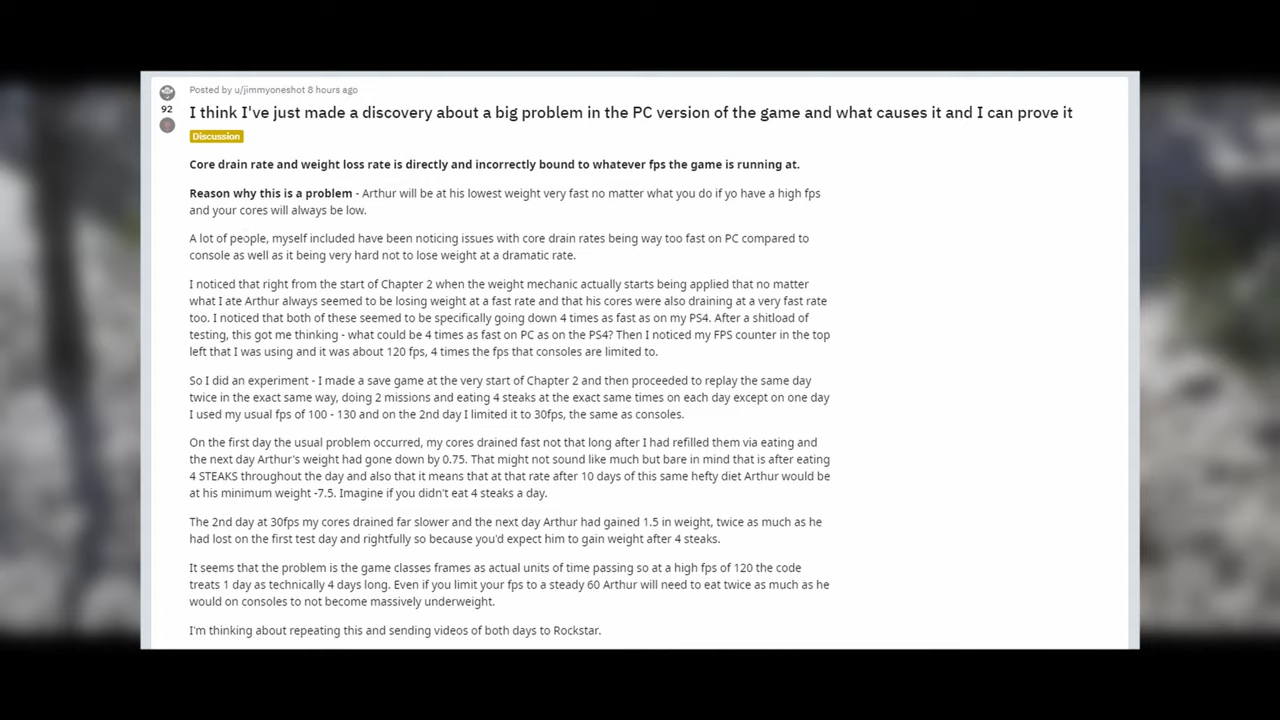 Posted by u/jimmyoneshot 8 hours ago
92
I think I've just made a discovery about a big problem in the PC version of the game and what causes it and I can prove it
Discussion
Core drain rate and weight loss rate is directly and incorrectly bound to whatever fps the game is running at.
Reason why this is a problem - Arthur will be at his lowest weight very fast no matter what you do if yo have a high fps
and your cores will always be low.
A lot of people, myself included have been noticing issues with core drain rates being way too fast on PC compared to
console as well as it being very hard not to lose weight at a dramatic rate.
I noticed that right from the start of Chapter 2 when the weight mechanic actually starts being applied that no matter
what I ate Arthur always seemed to be losing weight at a fast rate and that his cores were also draining at a very fast rate
too. I noticed that both of these seemed to be specifically going down 4 times as fast as on my PS4. After a shitload of
testing, this got me thinking - what could be 4 times as fast on PC as on the PS4? Then I noticed my FPS counter in the top
left that I was using and it was about 120 fps, 4 times the fps that consoles are limited to.
So I did an experiment - I made a save game at the very start of Chapter 2 and then proceeded to replay the same day
twice in the exact same way, doing 2 missions and eating 4 steaks at the exact same times on each day except on one day
I used my usual fps of 100 - 130 and on the 2nd day I limited it to 30fps, the same as consoles.
On the first day the usual problem occurred, my cores drained fast not that long after I had refilled them via eating and
the next day Arthur's weight had gone down by 0.75. That might not sound like much but bare in mind that is after eating
4 STEAKS throughout the day and also that it means that at that rate after 10 days of this same hefty diet Arthur would be
at his minimum weight -7.5. Imagine if you didn't eat 4 steaks a day.
The 2nd day at 30fps my cores drained far slower and the next day Arthur had gained 1.5 in weight, twice as much as he
had lost on the first test day and rightfully so because you'd expect him to gain weight after 4 steaks.
It seems that the problem is the game classes frames as actual units of time passing so at a high fps of 120 the code
treats 1 day as technically 4 days long. Even if you limit your fps to a steady 60 Arthur will need to eat twice as much as he
would on consoles to not become massively underweight.
I'm thinking about repeating this and sending videos of both days to Rockstar.